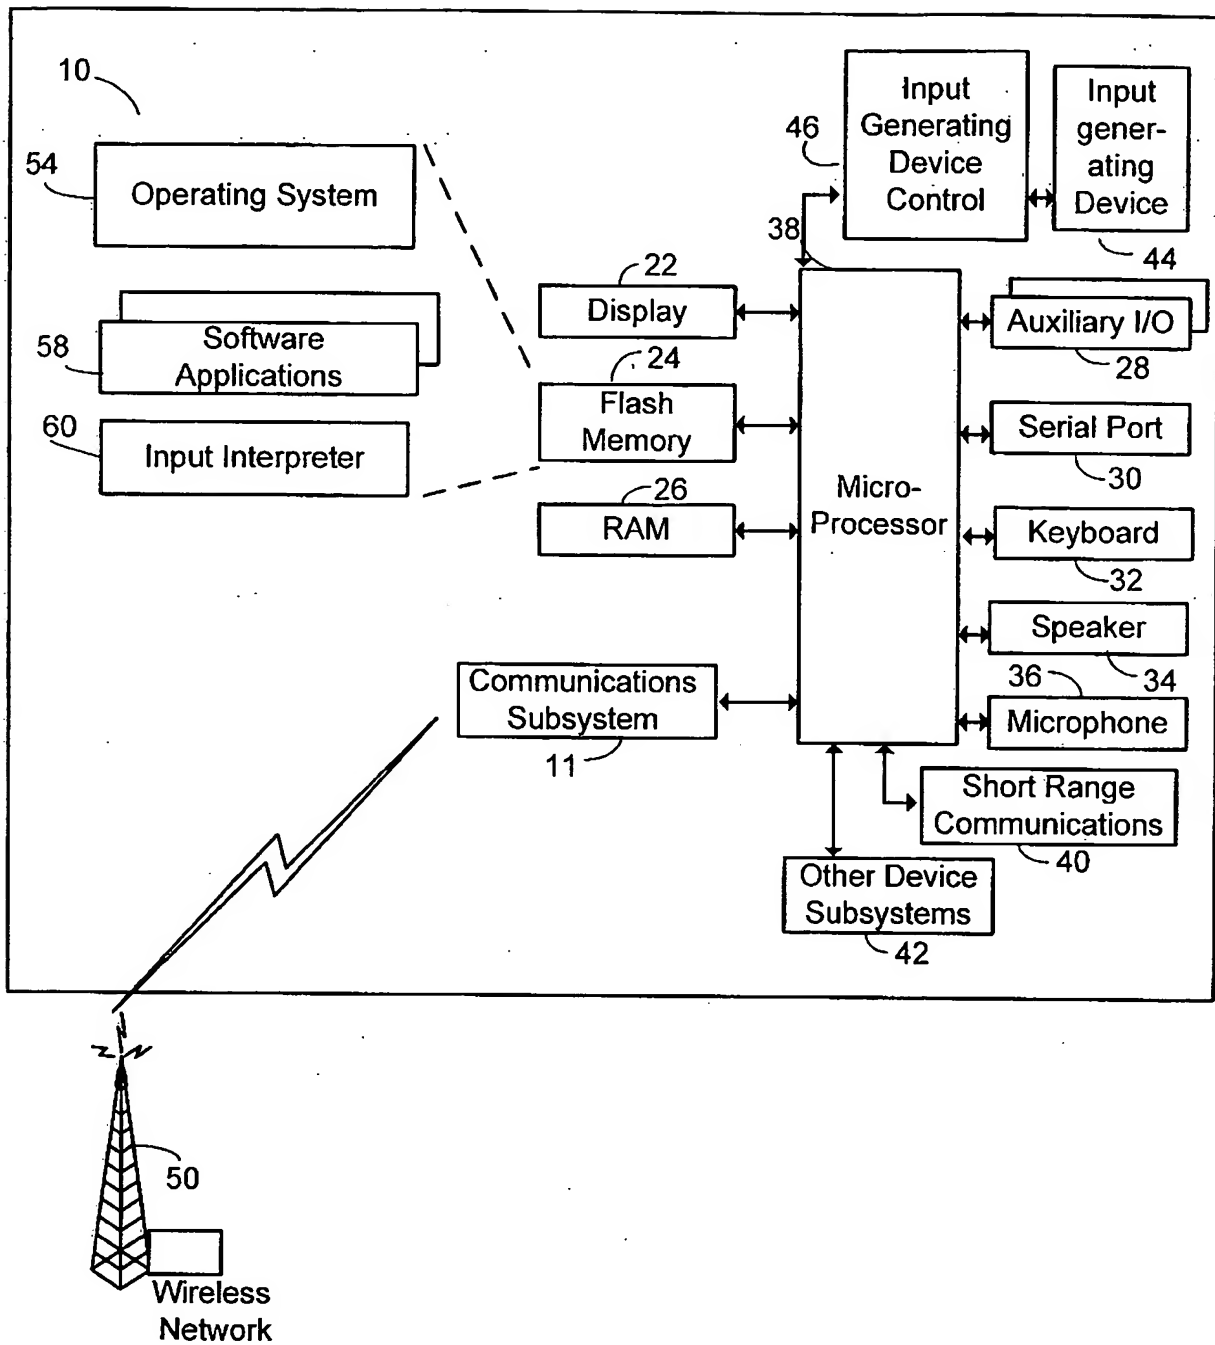 10
54
Operating System
58
Software
Applications
60
Input Interpreter
46
Input
Generating
Device
Control
Input
gener-
ating
Device
44
38
22
Display
24
Flash
Memory
26
RAM
Micro-
Processor
Auxiliary I/O
28
Serial Port
30
Keyboard
32
Speaker
34
36
Microphone
Communications
Subsystem
11
Short Range
Communications
40
Other Device
Subsystems
42
50
Wireless
Network